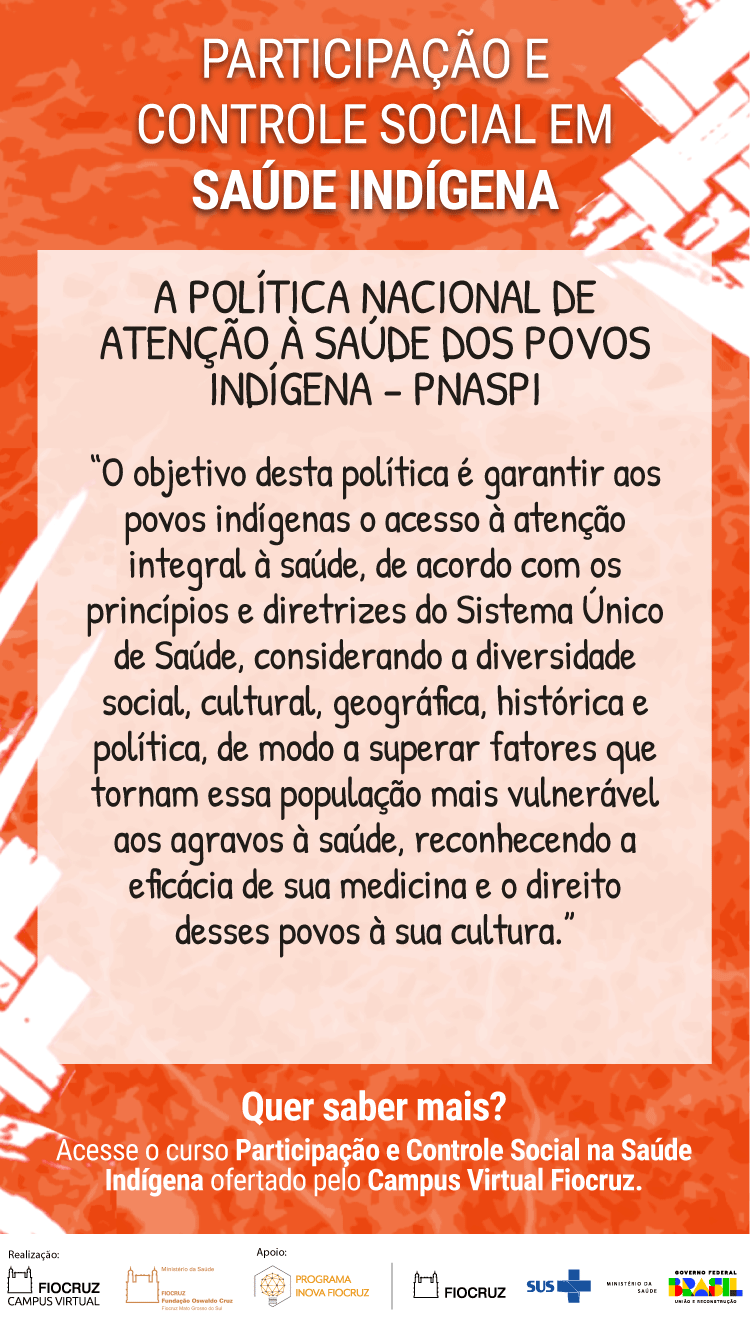 PARTICIPAÇÃO E
CONTROLE SOCIAL EM
SAÚDE INDÍGENA
A POLÍTICA NACIONAL DE
ATENÇÃO À SAÚDE DOS POVOS
INDÍGENA – PNASPI
“O objetivo desta política é garantir aos
povos indígenas o acesso à atenção
integral à saúde, de acordo com os
princípios e diretrizes do Sistema Único
de Saúde, considerando a diversidade
social, cultural, geográfica, histórica e
política, de modo a superar fatores que
tornam essa população mais vulnerável
aos agravos à saúde, reconhecendo a
eficácia de sua medicina e o direito
desses povos à sua cultura.”
Quer saber mais?
Acesse o curso Participação e Controle Social na Saúde
Indígena ofertado pelo Campus Virtual Fiocruz.
Realização:
FIOCRUZ
CAMPUS VIRTUAL
Ministério da Saúde
FIOCRUZ
Fundação Oswaldo Cruz
Fiocruz Mato Grosso do Sul
Apoio:
PROGRAMA
INOVA FIOCRUZ
FIOCRUZ
SUS
MINISTÉRIO DA
SAÚDE
GOVERNO FEDERAL
BRASIL
UNIÃO E RECONSTRUÇÃO